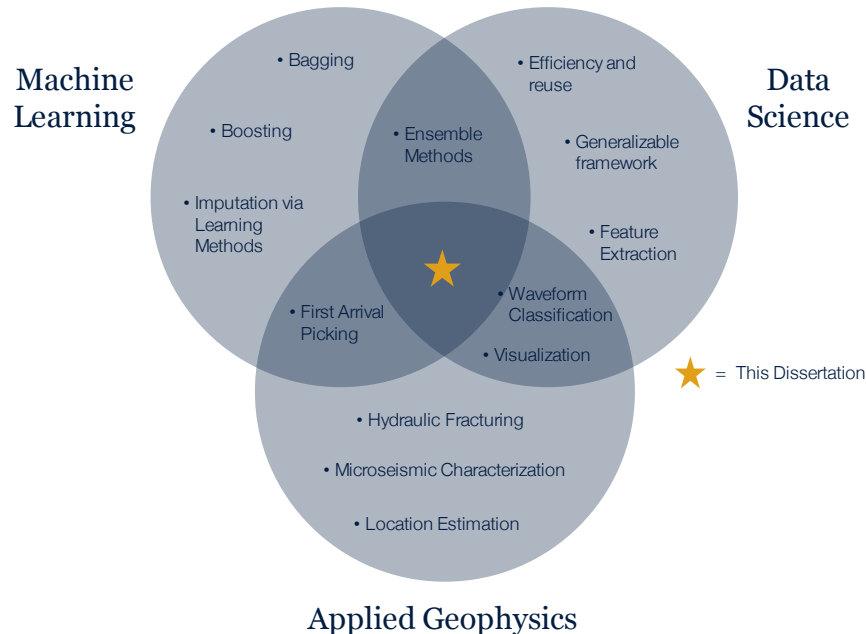 Machine
Learning
• Bagging
• Boosting
• Imputation via
Learning
Methods
• Ensemble
Methods
• Efficiency and
reuse
• Generalizable
framework
• Feature
Extraction
Data
Science
• First Arrival
Picking
• Waveform
Classification
• Visualization
= This Dissertation
• Hydraulic Fracturing
• Microseismic Characterization
• Location Estimation
Applied Geophysics